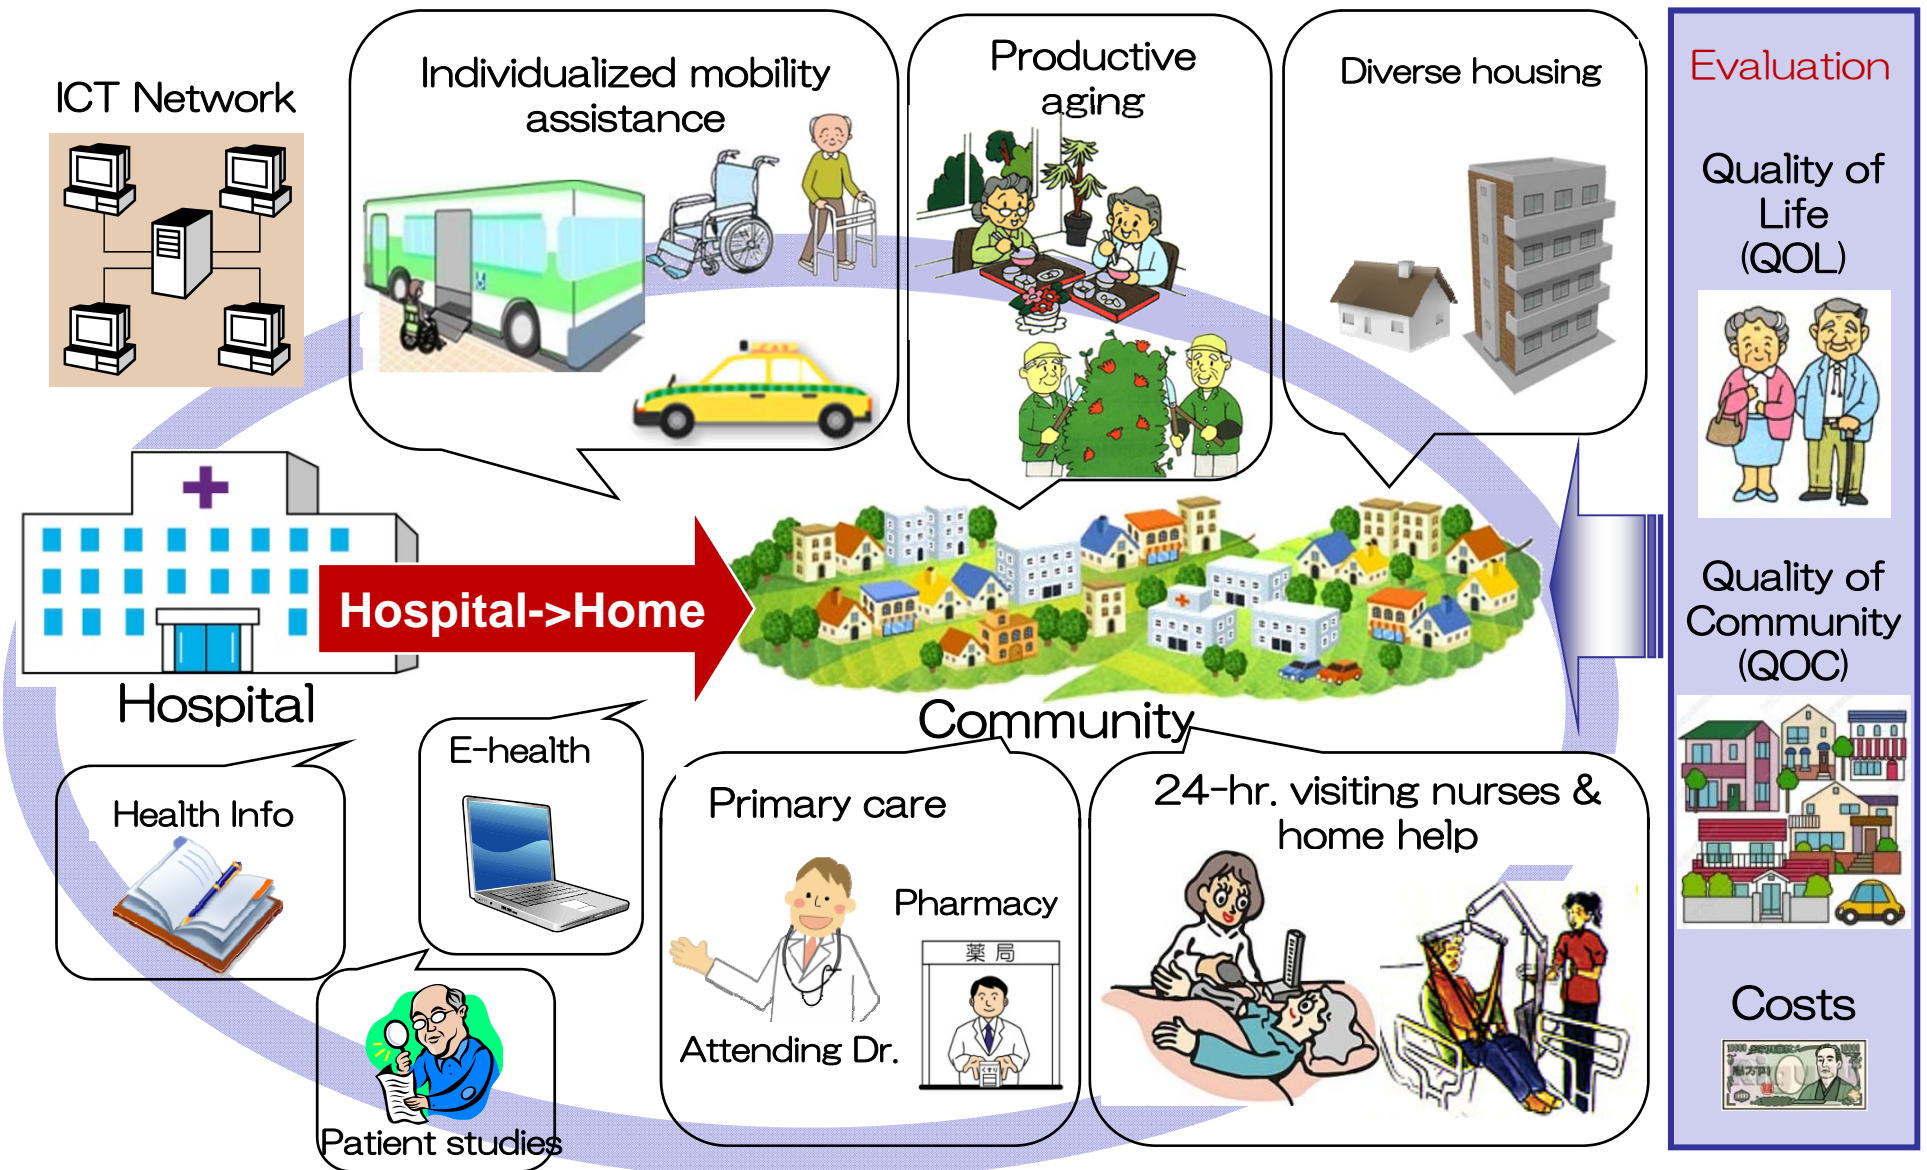 ICT Network
Individualized mobility
assistance
Productive
aging
Diverse housing
Evaluation
Quality of
Life
(QOL)
Quality of
Community
(QOC)
Costs
Hospital->Home
Hospital
Community
Health Info
E-health
Patient studies
Primary care
Attending Dr.
Pharmacy
薬局
24-hr. visiting nurses &
home help